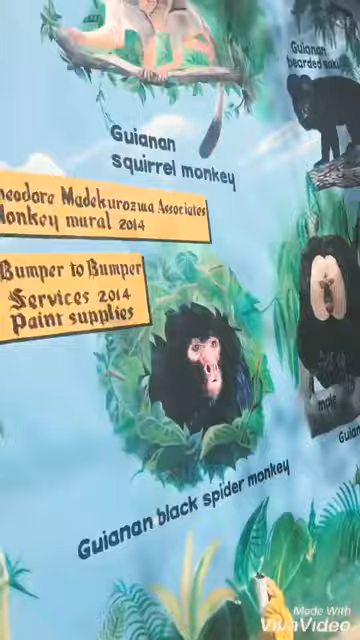 Guianan
bearded saki
Guianan
squirrel monkey
heodore Madekurozwa Associates
Monkey mural 2014
Bumper to Bumper
Services 2014
Paint supplies
male
Guianan black spider monkey
Made With
VivaVideo